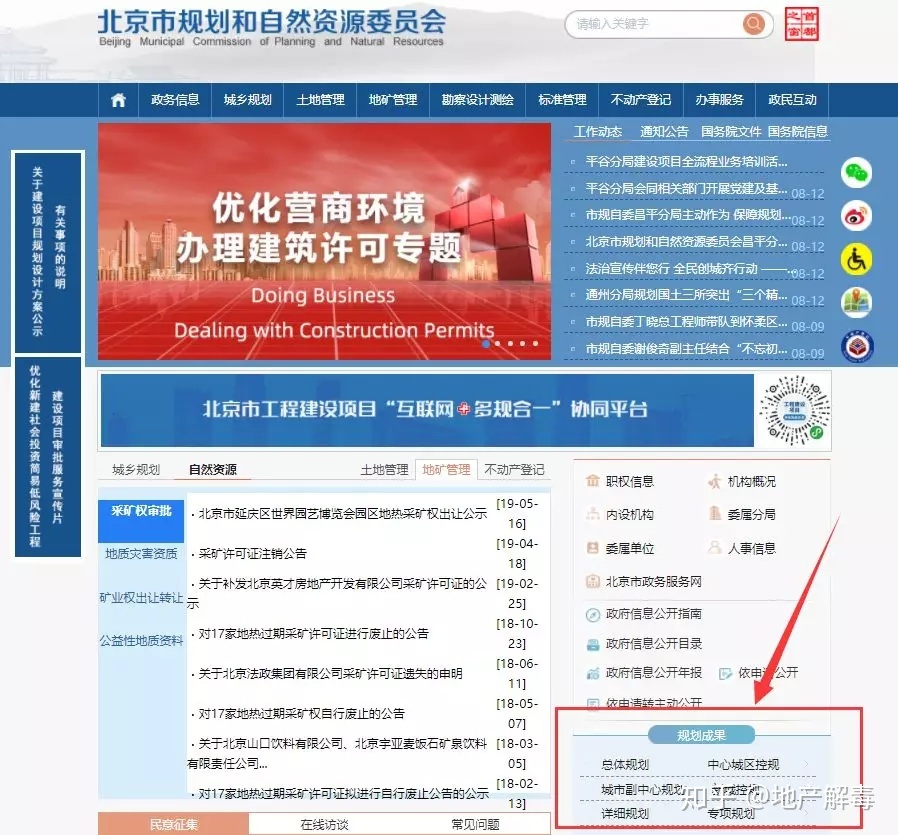 北京市规划和自然资源委员会
Beijing Municipal Commission of Planning and Natural Resources
请输入关键字
首都之窗
政务信息 城乡规划 土地管理 地矿管理 勘察设计测绘 标准管理 不动产登记 办事服务 政民互动
关于建设项目规划设计方案公示
有关事项的说明
优化新建社会投资简易低风险工程
建设项目审批服务宣传片
优化营商环境
办理建筑许可专题
Doing Business
Dealing with Construction Permits
工作动态 通知公告 国务院文件 国务院信息
平谷分局建设项目全流程业务培训活...
平谷分局会同相关部门开展党建及基... 08-12
市规自委昌平分局主动作为 保障规划... 08-12
北京市规划和自然资源委员会昌平分... 08-12
法治宣传伴您行 全民创城齐行动 ——... 08-12
通州分局规划国土三所突出“三个精... 08-12
市规自委丁晓总工程师带队到怀柔区... 08-09
市规自委谢俊奇副主任结合“不忘初... 08-09
北京市工程建设项目“互联网+多规合一”协同平台
城乡规划 自然资源 土地管理 地矿管理 不动产登记
采矿权审批
地质灾害资质
矿业权出让转让
公益性地质资料
· 北京市延庆区世界园艺博览会园区地热采矿权出让公示 [19-05-16]
· 采矿许可证注销公告 [19-04-18]
· 关于补发北京英才房地产开发有限公司采矿许可证的公示 [19-02-25]
· 对17家地热过期采矿许可证进行废止的公告 [18-10-23]
· 关于北京法政集团有限公司采矿许可证遗失的申明 [18-06-11]
· 对17家地热过期采矿权自行废止的公告 [18-05-07]
· 关于北京山口饮料有限公司、北京宇亚麦饭石矿泉饮料有限责任公司... [18-03-05]
· 对17家地热过期采矿许可证拟进行自行废止公告的公示 [18-02-13]
民意征集 在线访谈 常见问题
职权信息 机构概况
内设机构 委属分局
委属单位 人事信息
北京市政务服务网
政府信息公开指南
政府信息公开目录
政府信息公开年报 依申请公开
依申请转主动公开
规划成果
总体规划 中心城区控规
城市副中心规划 新城控规
详细规划 专项规划
知乎 @地产解毒